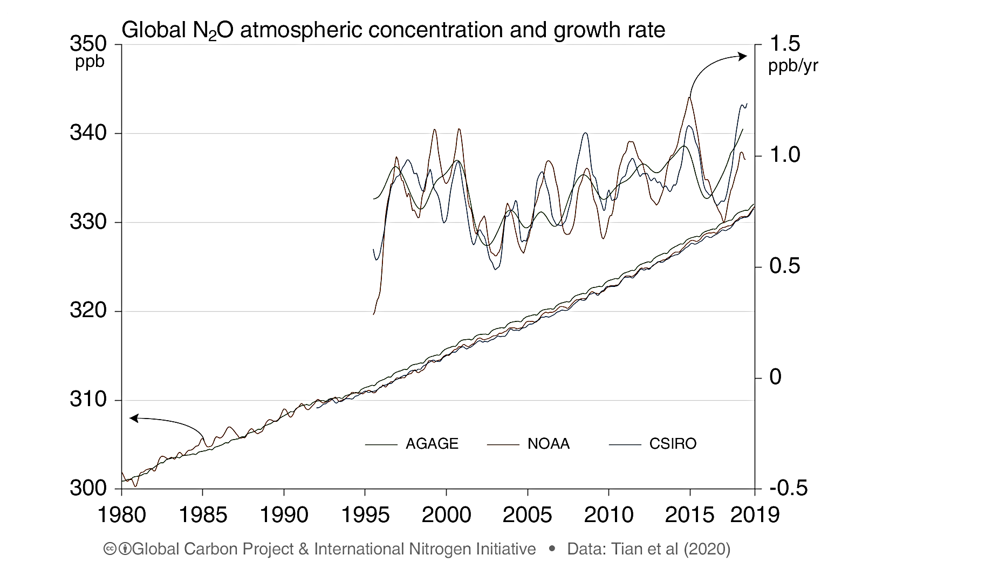 Global N₂O atmospheric concentration and growth rate
350
ppb
340
330
320
310
300
1.5
ppb/yr
1.0
0.5
0
-0.5
AGAGE NOAA CSIRO
1980 1985 1990 1995 2000 2005 2010 2015 2019
cc Global Carbon Project & International Nitrogen Initiative • Data: Tian et al (2020)